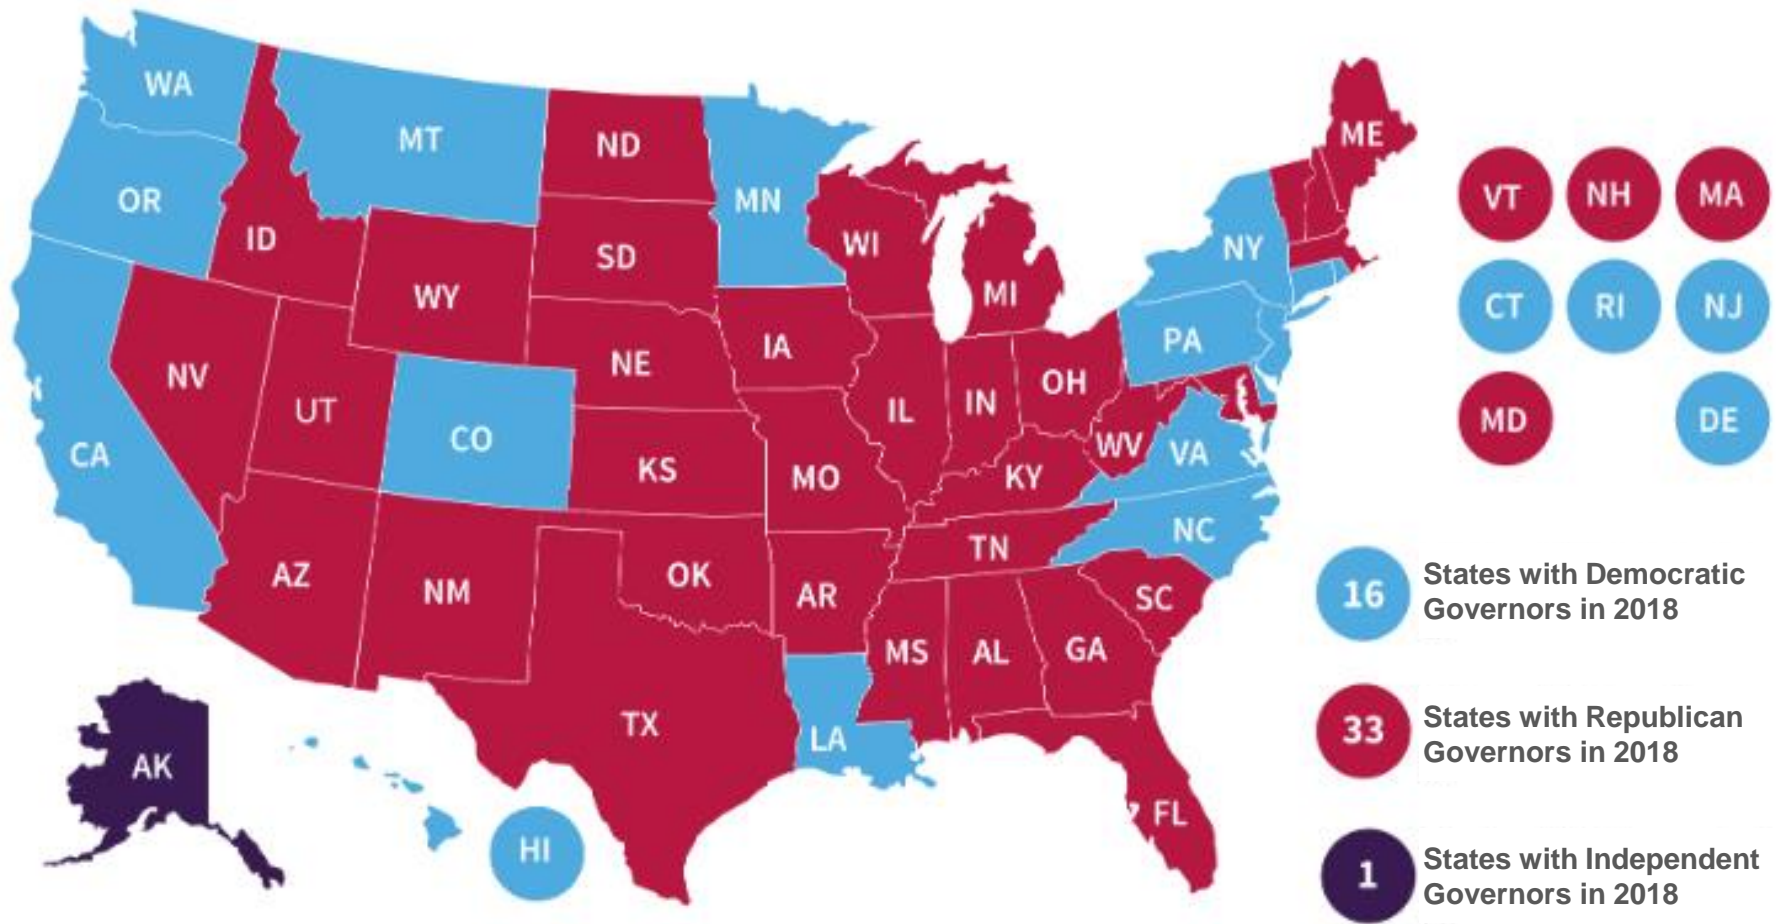 WA
MT
ND
MN
ME
OR
ID
SD
WI
NY
VT
NH
MA
WY
MI
CT
RI
NJ
NV
NE
IA
PA
UT
CO
IL
IN
OH
MD
DE
CA
KS
MO
WV
VA
KY
NC
AZ
NM
OK
AR
TN
SC
16
States with Democratic
Governors in 2018
MS
AL
GA
TX
LA
33
States with Republican
Governors in 2018
AK
HI
FL
1
States with Independent
Governors in 2018